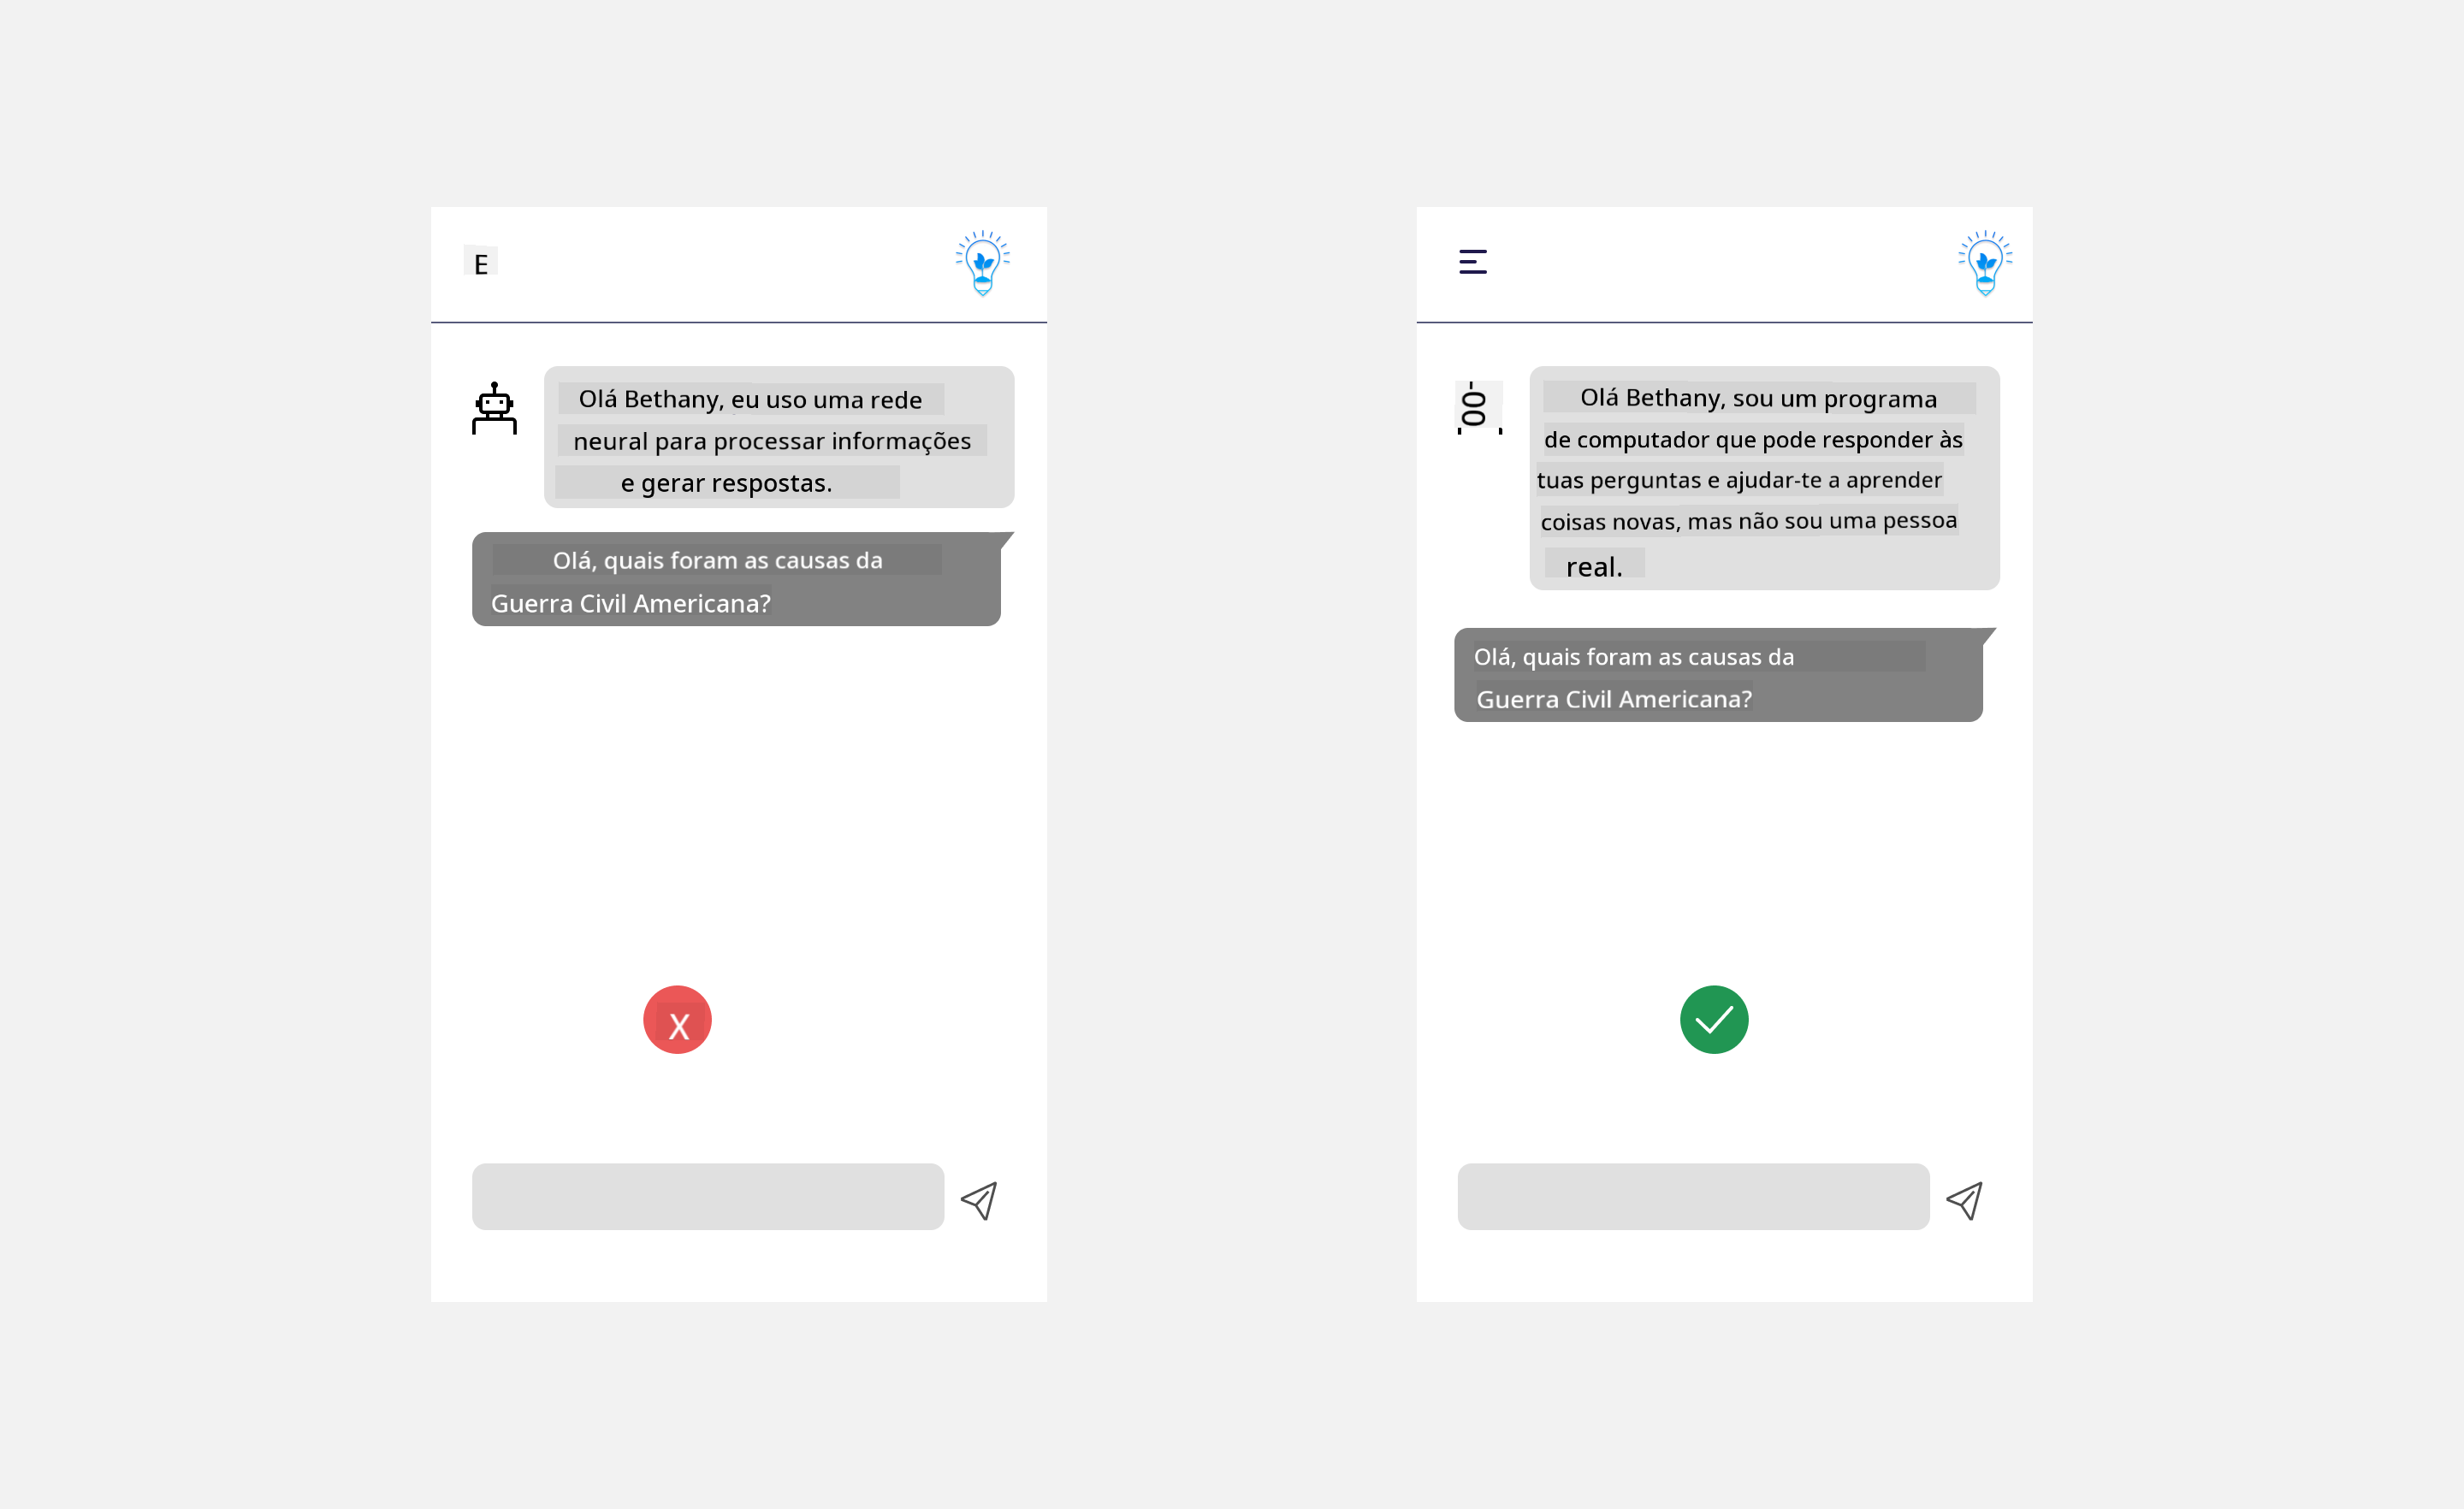 E
Olá Bethany, eu uso uma rede
neural para processar informações
e gerar respostas.
Olá, quais foram as causas da
Guerra Civil Americana?
X
00-
Olá Bethany, sou um programa
de computador que pode responder às
tuas perguntas e ajudar-te a aprender
coisas novas, mas não sou uma pessoa
real.
Olá, quais foram as causas da
Guerra Civil Americana?